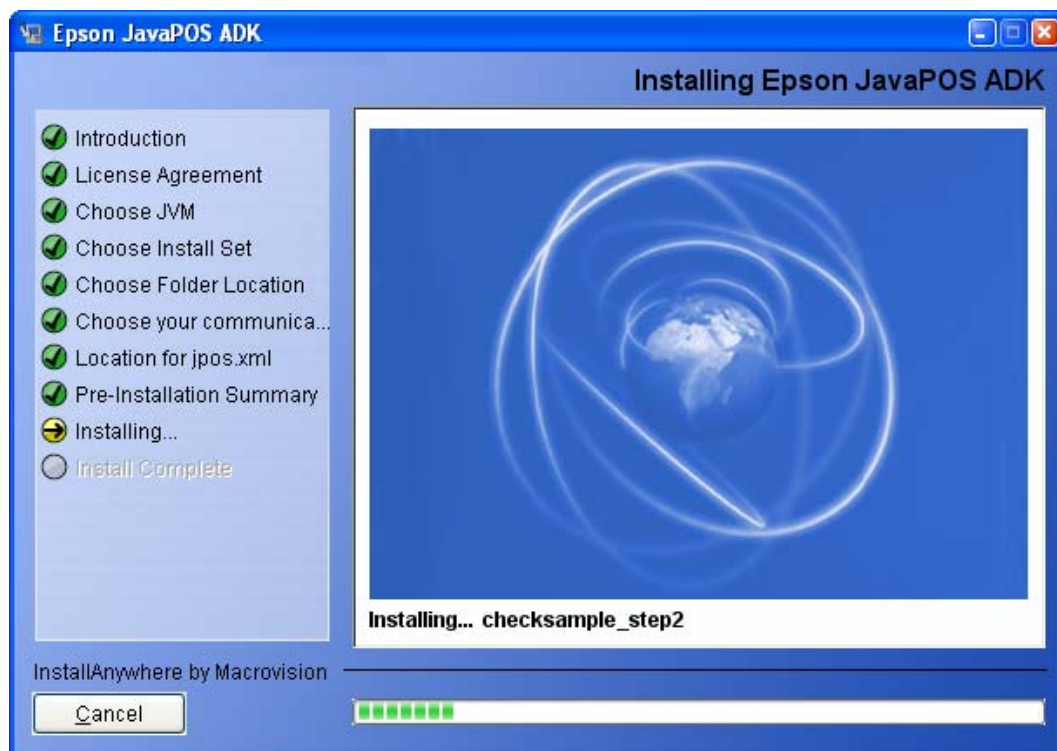 Epson JavaPOS ADK
Installing Epson JavaPOS ADK
Introduction
License Agreement
Choose JVM
Choose Install Set
Choose Folder Location
Choose your communica...
Location for jpos.xml
Pre-Installation Summary
Installing...
Install Complete
Installing... checksample_step2
InstallAnywhere by Macrovision
Cancel